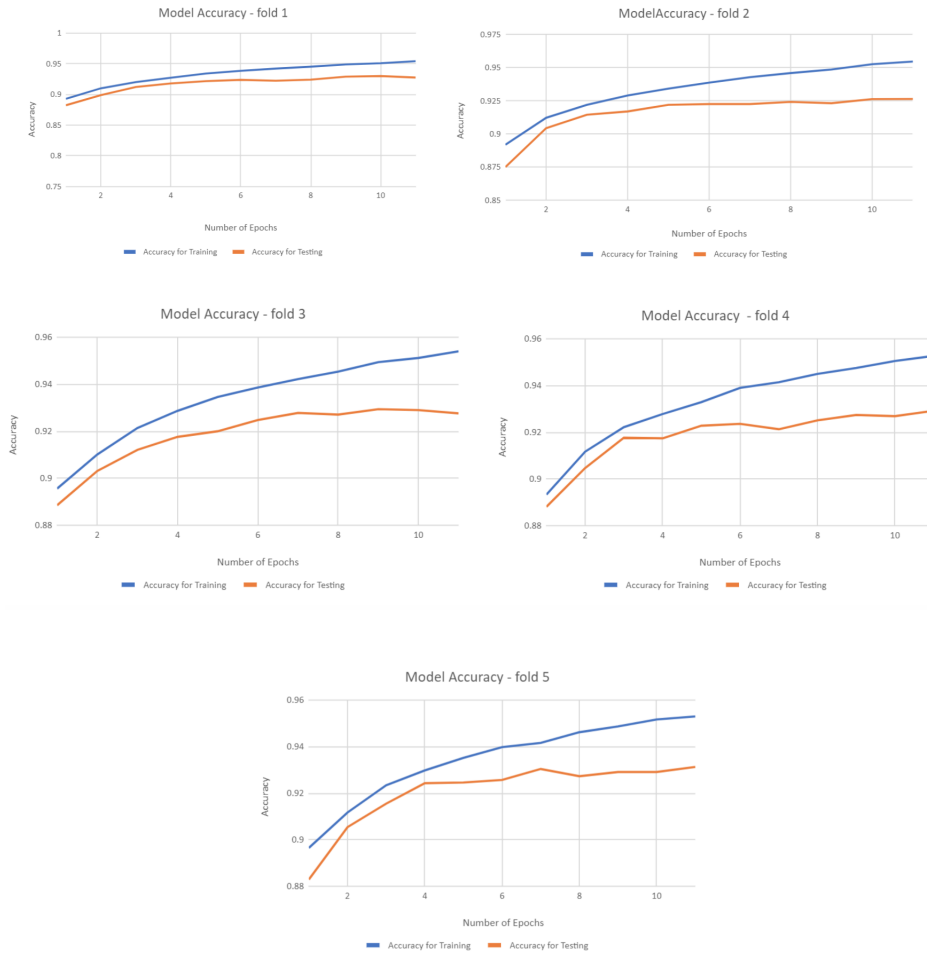 Model Accuracy - fold 1
1
0.95
0.9
0.85
0.8
0.75
Accuracy
2 4 6 8 10
Number of Epochs
Accuracy for Training Accuracy for Testing
ModelAccuracy - fold 2
0.975
0.95
0.925
0.9
0.875
0.85
Accuracy
2 4 6 8 10
Number of Epochs
Accuracy for Training Accuracy for Testing
Model Accuracy - fold 3
0.96
0.94
0.92
0.9
0.88
Accuracy
2 4 6 8 10
Number of Epochs
Accuracy for Training Accuracy for Testing
Model Accuracy - fold 4
0.96
0.94
0.92
0.9
0.88
Accuracy
2 4 6 8 10
Number of Epochs
Accuracy for Training Accuracy for Testing
Model Accuracy - fold 5
0.96
0.94
0.92
0.9
0.88
Accuracy
2 4 6 8 10
Number of Epochs
Accuracy for Training Accuracy for Testing